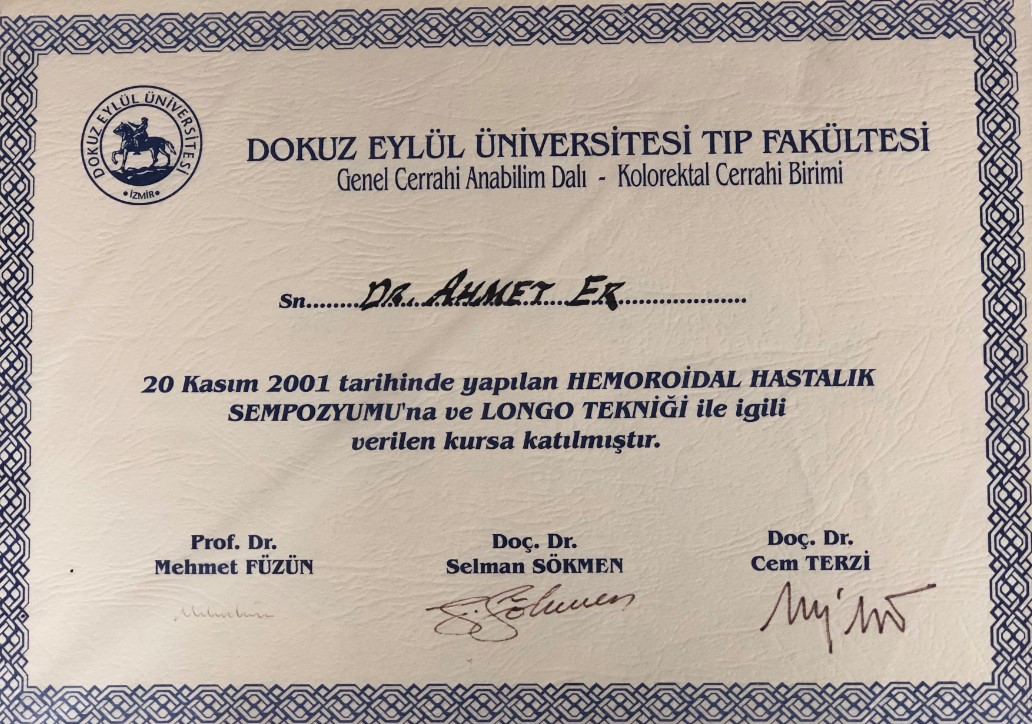 DOKUZ EYLÜL ÜNİVERSİTESİ
• İZMİR •
DOKUZ EYLÜL ÜNİVERSİTESİ TIP FAKÜLTESİ
Genel Cerrahi Anabilim Dalı - Kolorektal Cerrahi Birimi
Sn........DR. AHMET ER......................
20 Kasım 2001 tarihinde yapılan HEMOROİDAL HASTALIK
SEMPOZYUMU'na ve LONGO TEKNİĞİ ile igili
verilen kursa katılmıştır.
Prof. Dr. Doç. Dr. Doç. Dr.
Mehmet FÜZÜN Selman SÖKMEN Cem TERZİ
S. Sökmen